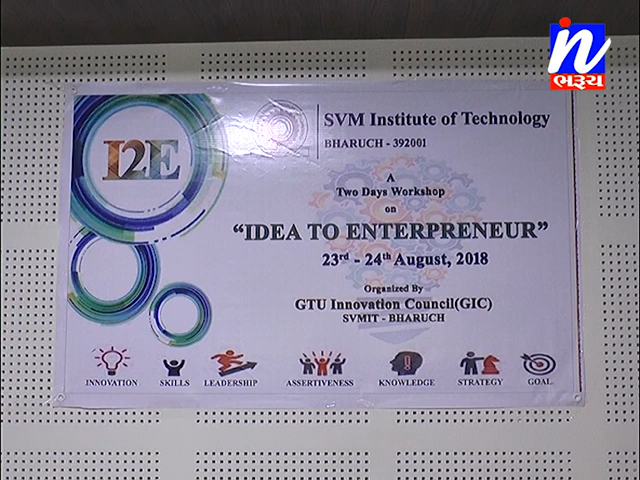 in
ભરૂચ
SVM Institute of Technology
BHARUCH - 392001
I2E
A
Two Days Workshop
on
“IDEA TO ENTERPRENEUR”
23rd - 24th August, 2018
Organized By
GTU Innovation Council(GIC)
SVMIT - BHARUCH
INNOVATION SKILLS LEADERSHIP ASSERTIVENESS KNOWLEDGE STRATEGY GOAL